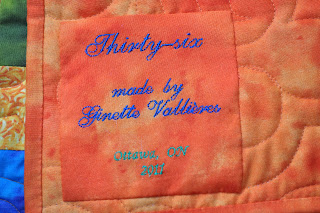 Thirty-six
made by
Ginette Vallières
Ottawa, ON
2017